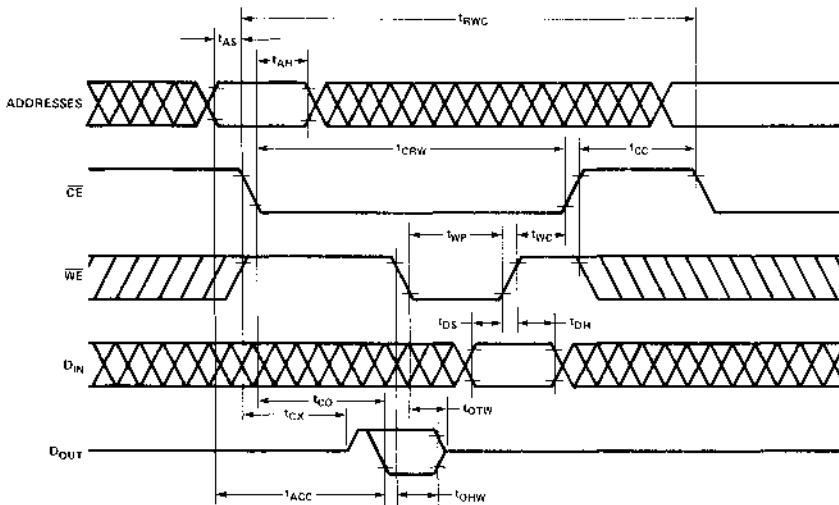 tRWC
tAS
tAH
ADDRESSES
tCRW
tCC
CE
tWP
tWC
WE
tDS
tDH
DIN
tCO
tOTW
tCX
DOUT
tACC
tOHW